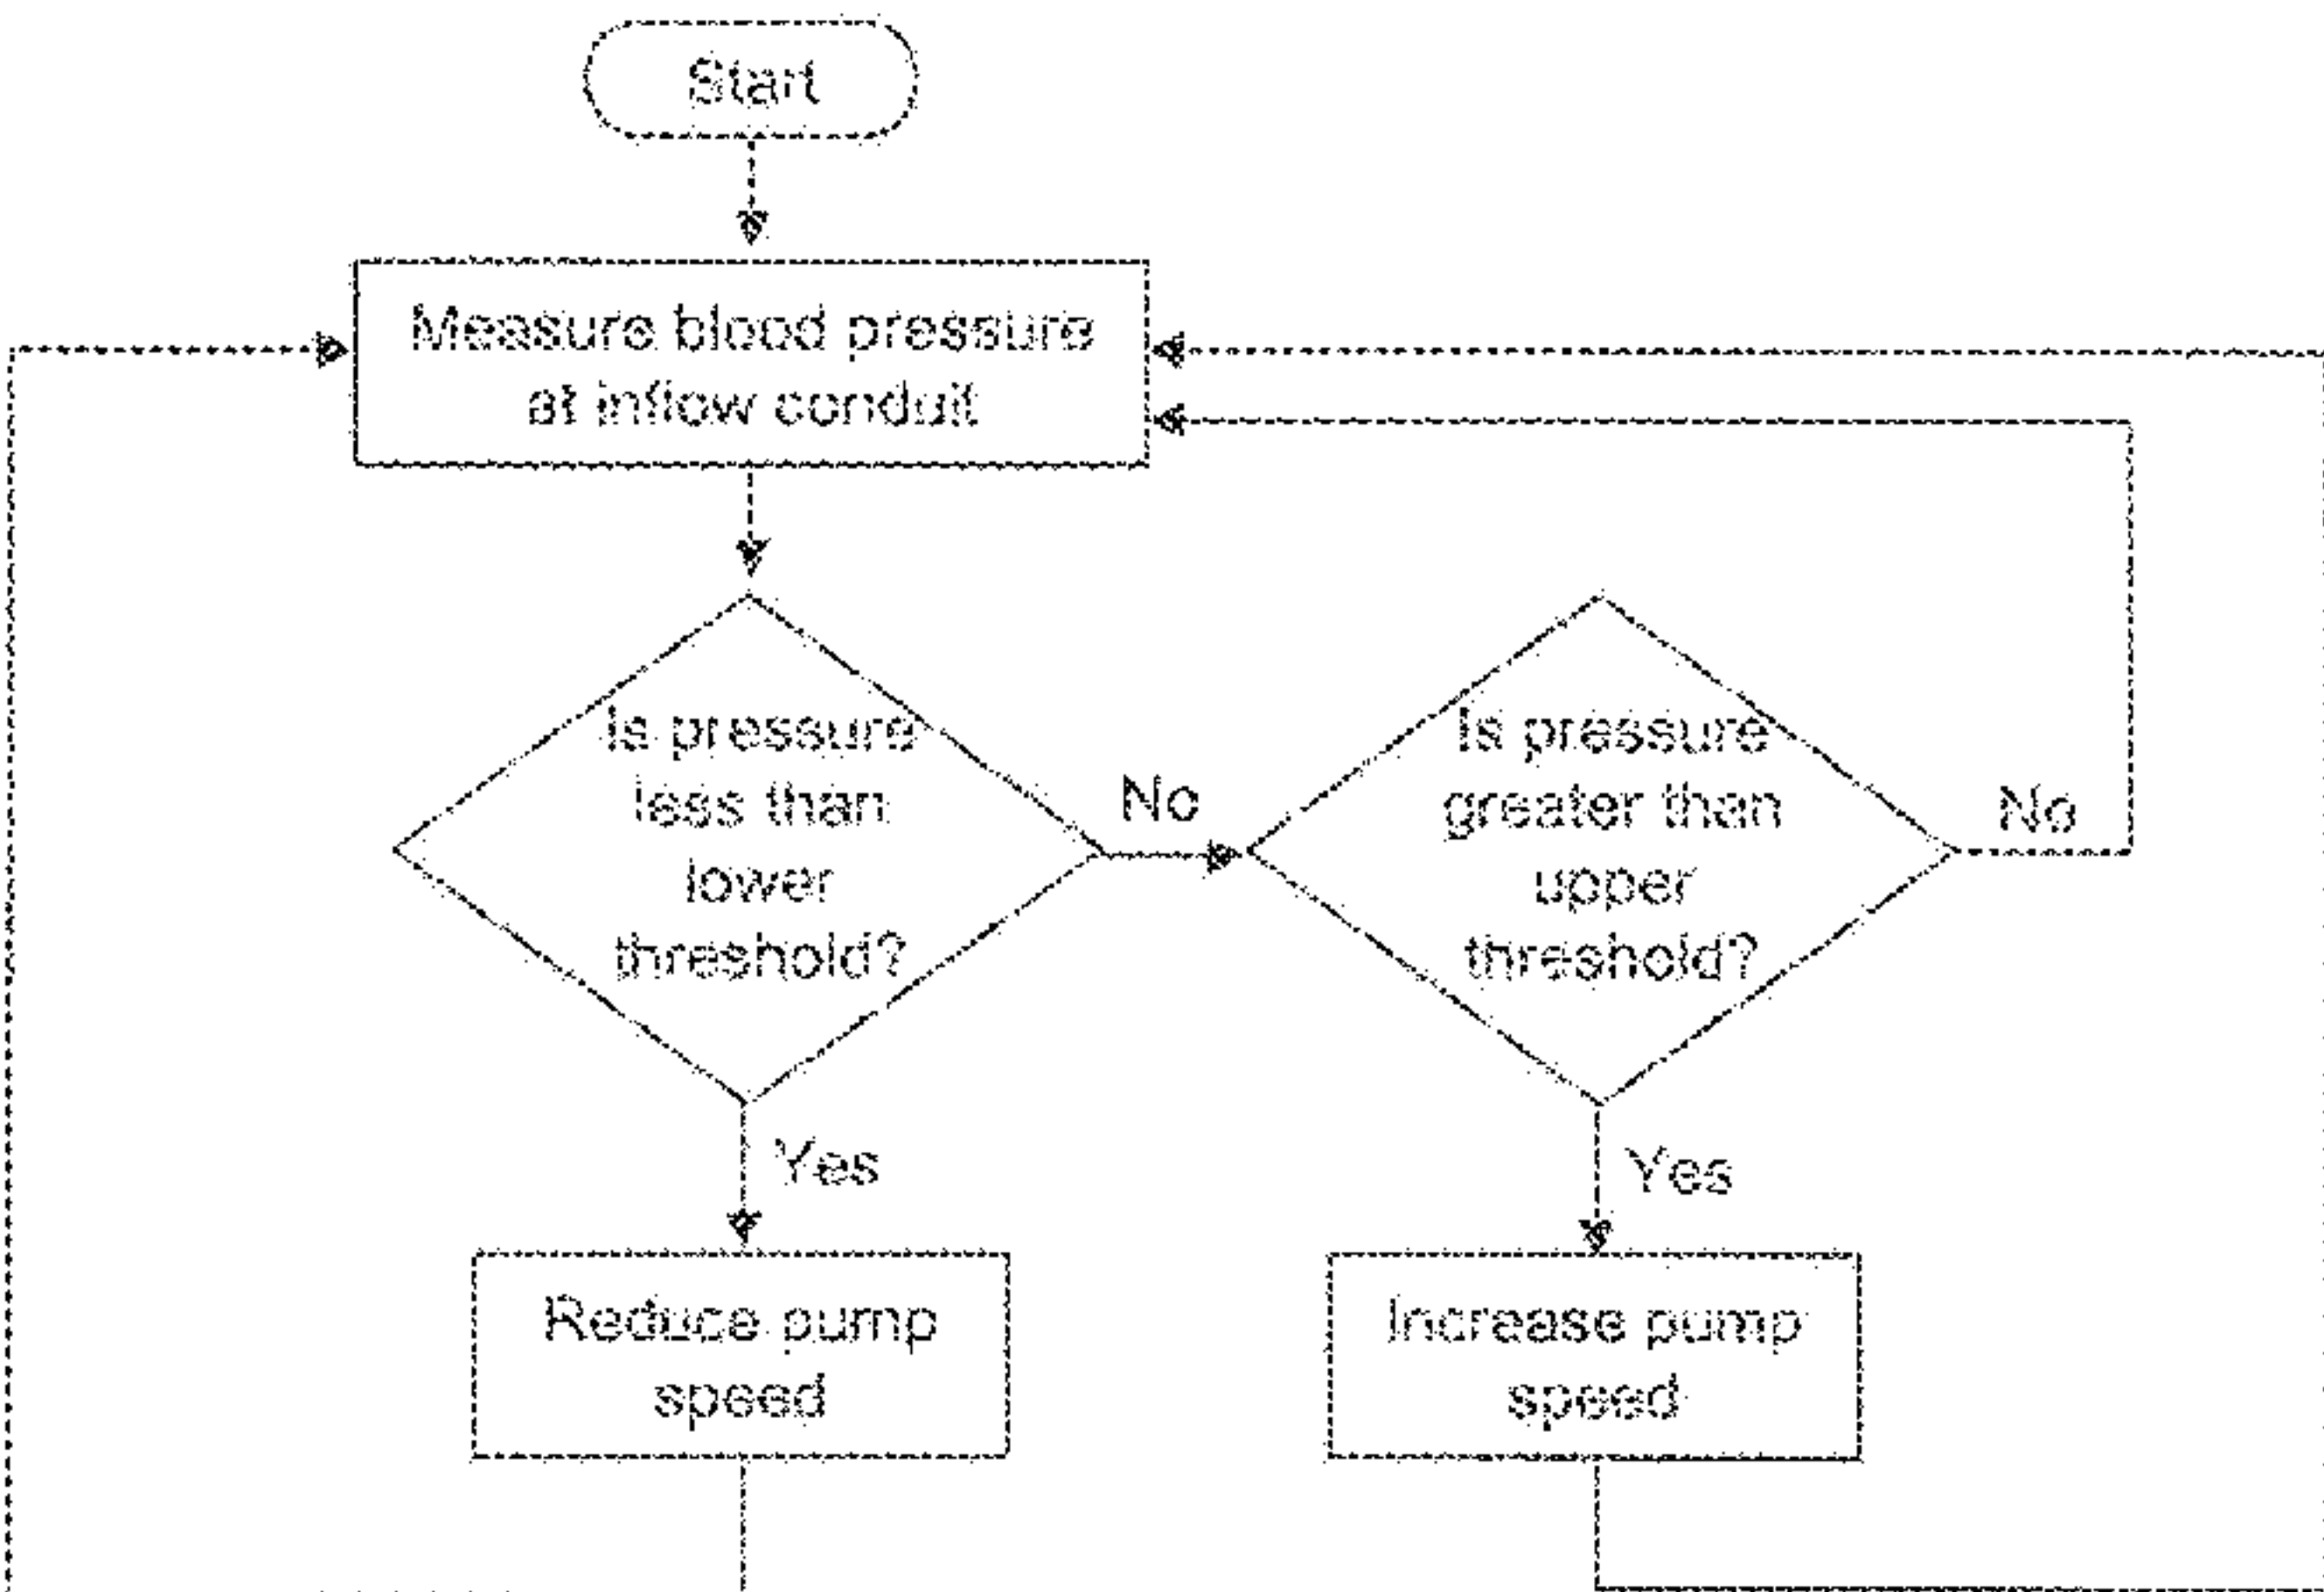 Start
Measure blood pressure
at inflow conduit
Is pressure
less than
lower
threshold?
No
Is pressure
greater than
upper
threshold?
No
Yes
Yes
Reduce pump
speed
Increase pump
speed